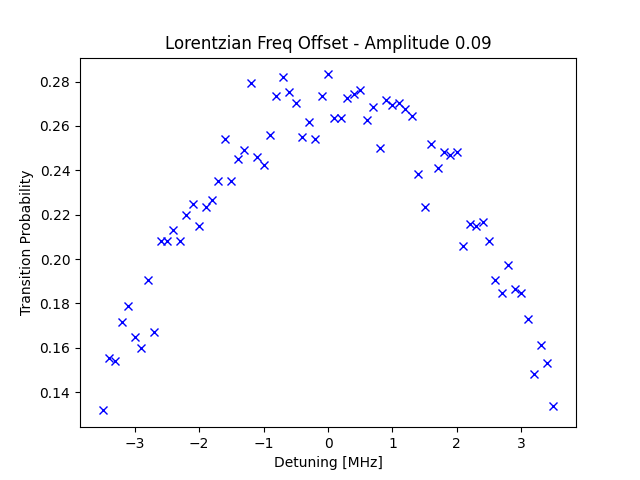 Lorentzian Freq Offset - Amplitude 0.09
Transition Probability
0.28
0.26
0.24
0.22
0.20
0.18
0.16
0.14
−3 −2 −1 0 1 2 3
Detuning [MHz]